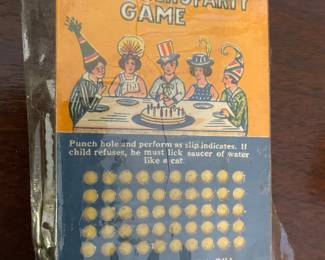 GAME
Punch hole and perform as slip indicates. If
child refuses, he must lick saucer of water
like a cat.